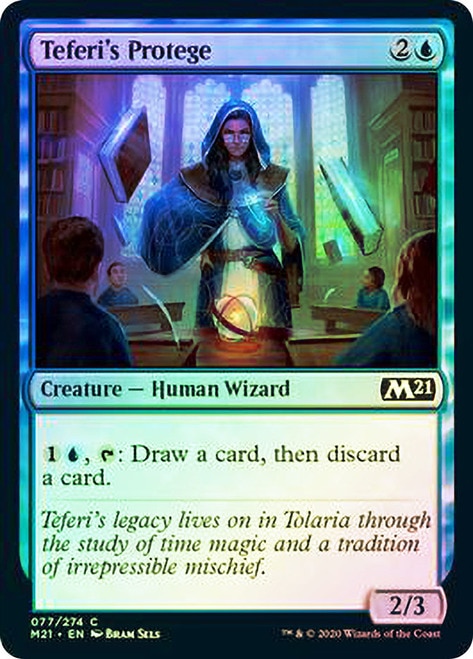 Teferi's Protege 2
Creature — Human Wizard M21
1, : Draw a card, then discard
a card.
Teferi's legacy lives on in Tolaria through
the study of time magic and a tradition
of irrepressible mischief.
2/3
077/274 C
M21 • EN Bram Sels ™ & © 2020 Wizards of the Coast